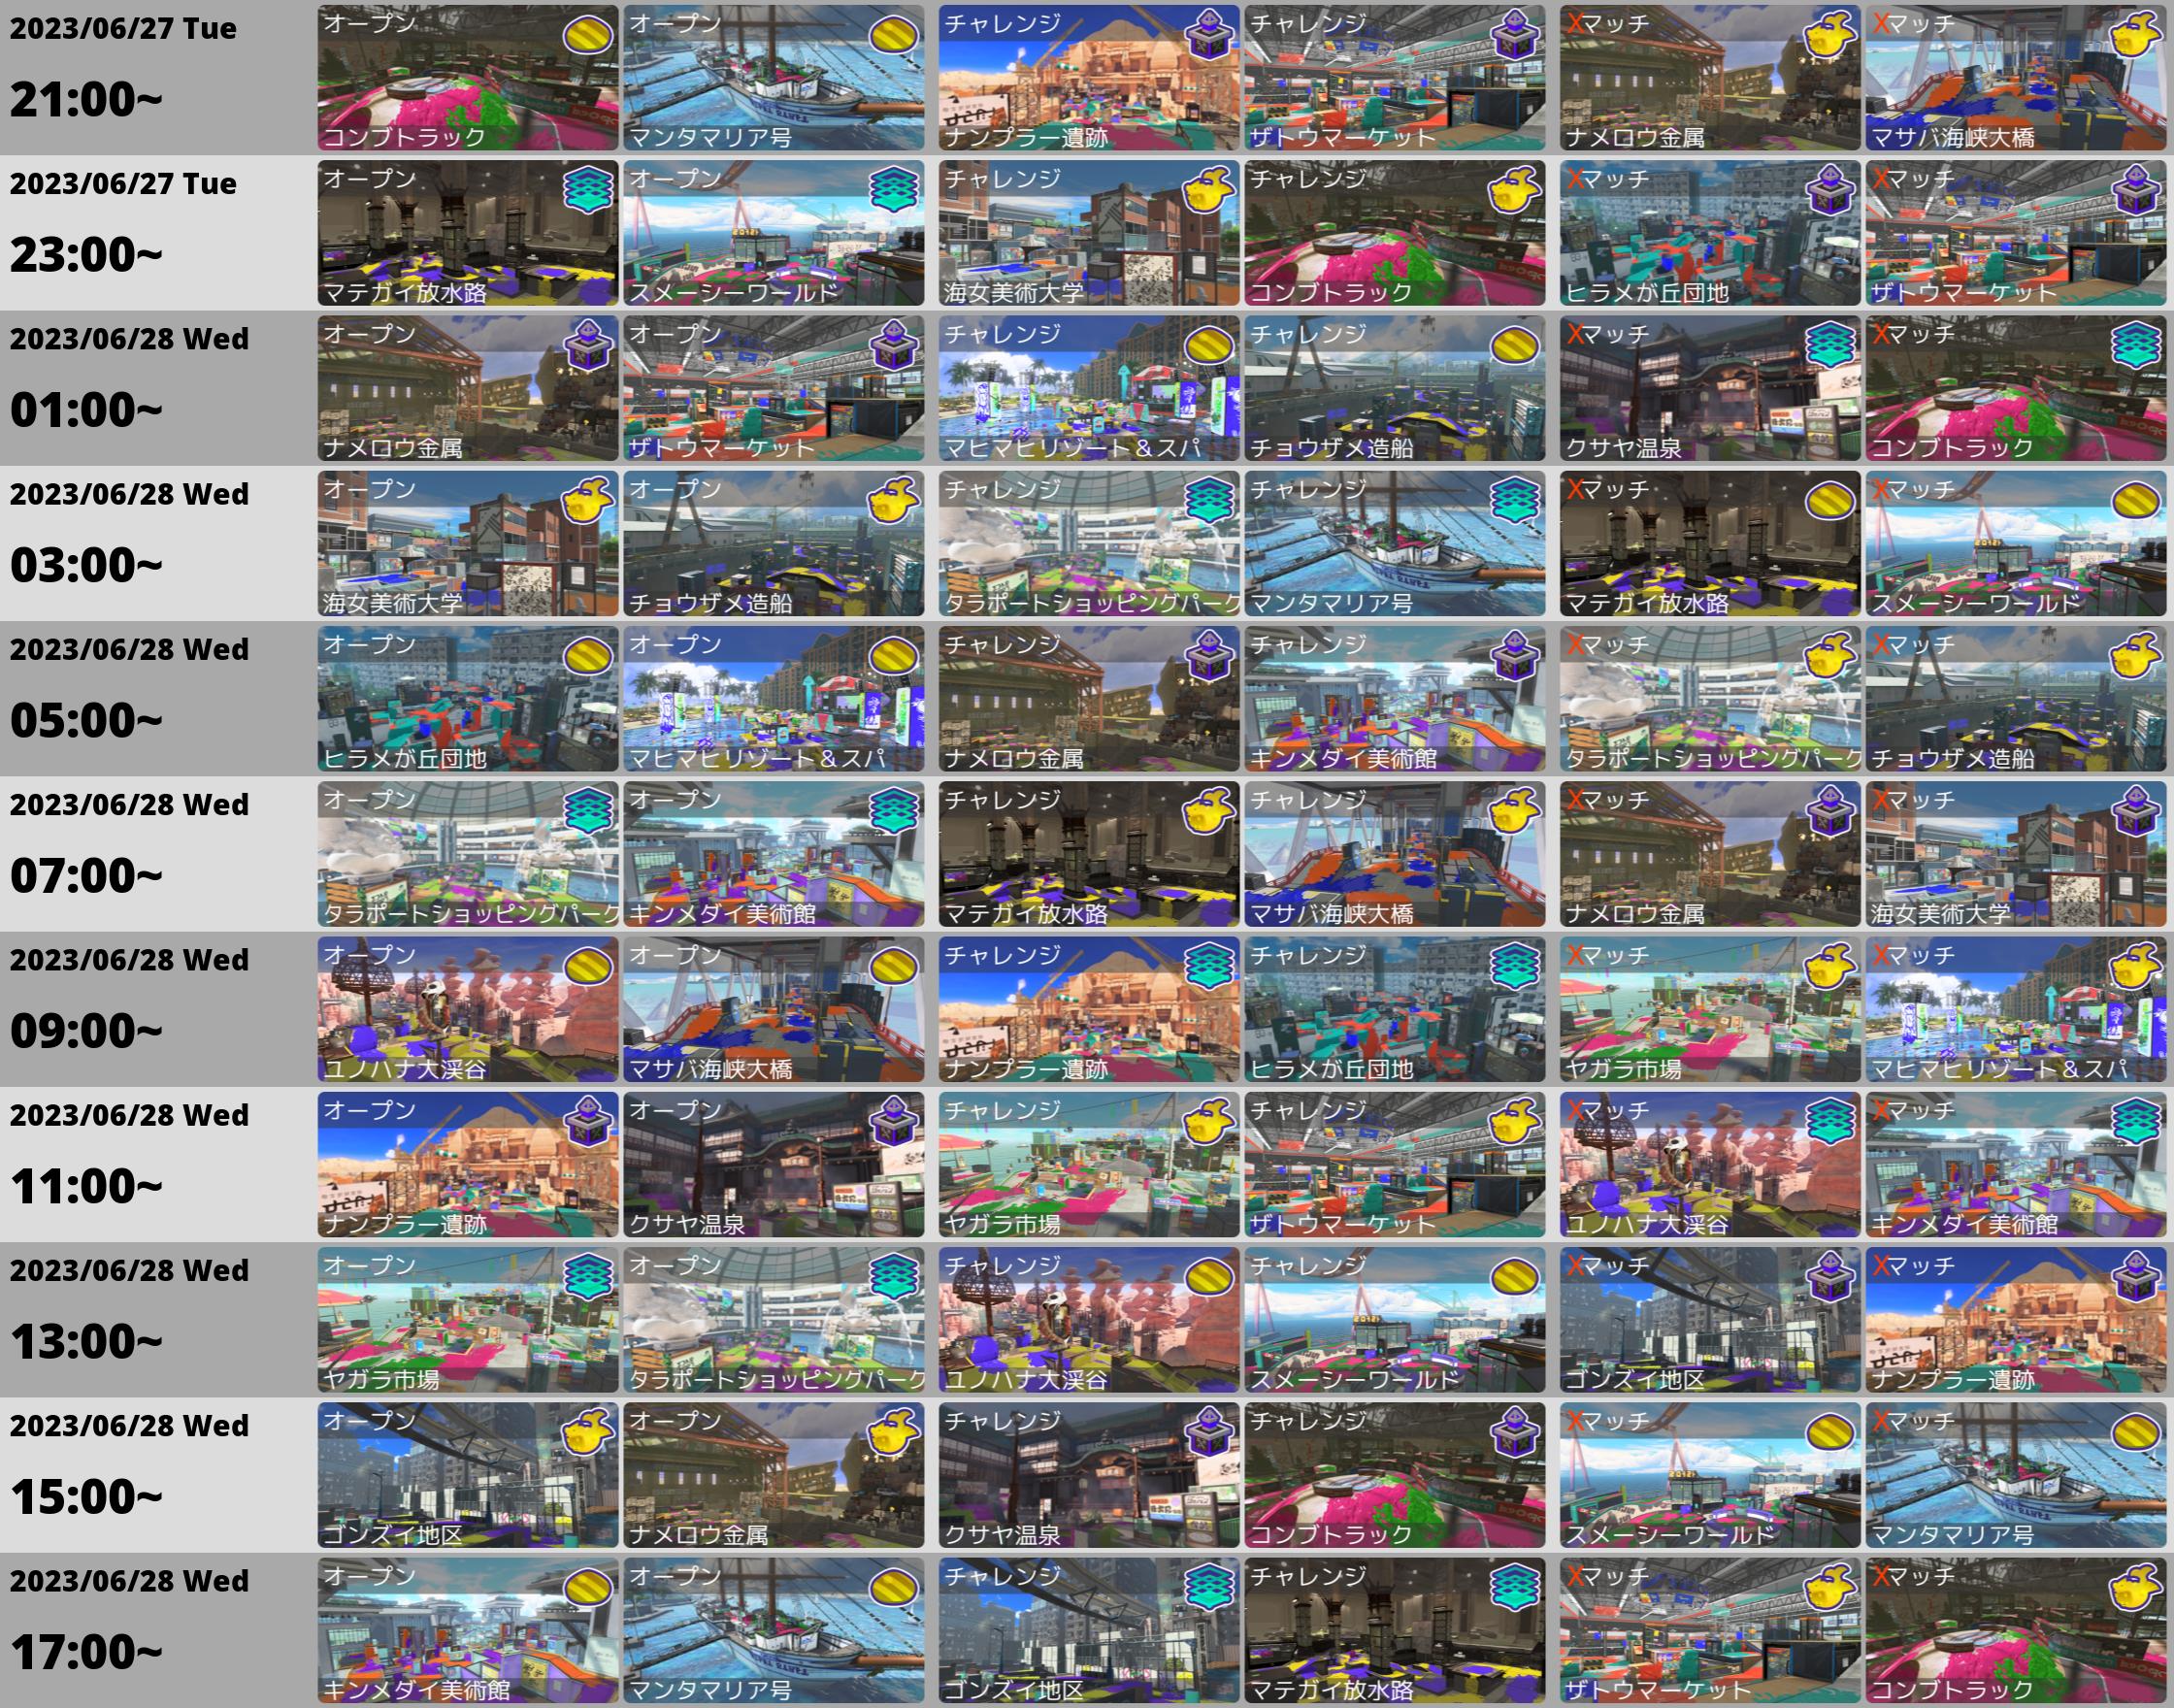 2023/06/27 Tue
21:00~
オープン
コンブトラック
オープン
マンタマリア号
チャレンジ
ナンプラー遺跡
チャレンジ
ザトウマーケット
Xマッチ
ナメロウ金属
Xマッチ
マサバ海峡大橋
2023/06/27 Tue
23:00~
オープン
マテガイ放水路
オープン
スメーシーワールド
チャレンジ
海女美術大学
チャレンジ
コンブトラック
Xマッチ
ヒラメが丘団地
Xマッチ
ザトウマーケット
2023/06/28 Wed
01:00~
オープン
ナメロウ金属
オープン
ザトウマーケット
チャレンジ
マヒマヒリゾート＆スパ
チャレンジ
チョウザメ造船
Xマッチ
クサヤ温泉
Xマッチ
コンブトラック
2023/06/28 Wed
03:00~
オープン
海女美術大学
オープン
チョウザメ造船
チャレンジ
タラポートショッピングパーク
チャレンジ
マンタマリア号
Xマッチ
マテガイ放水路
Xマッチ
スメーシーワールド
2023/06/28 Wed
05:00~
オープン
ヒラメが丘団地
オープン
マヒマヒリゾート＆スパ
チャレンジ
ナメロウ金属
チャレンジ
キンメダイ美術館
Xマッチ
タラポートショッピングパーク
Xマッチ
チョウザメ造船
2023/06/28 Wed
07:00~
オープン
タラポートショッピングパーク
オープン
キンメダイ美術館
チャレンジ
マテガイ放水路
チャレンジ
マサバ海峡大橋
Xマッチ
ナメロウ金属
Xマッチ
海女美術大学
2023/06/28 Wed
09:00~
オープン
ユノハナ大渓谷
オープン
マサバ海峡大橋
チャレンジ
ナンプラー遺跡
チャレンジ
ヒラメが丘団地
Xマッチ
ヤガラ市場
Xマッチ
マヒマヒリゾート＆スパ
2023/06/28 Wed
11:00~
オープン
ナンプラー遺跡
オープン
クサヤ温泉
チャレンジ
ヤガラ市場
チャレンジ
ザトウマーケット
Xマッチ
ユノハナ大渓谷
Xマッチ
キンメダイ美術館
2023/06/28 Wed
13:00~
オープン
ヤガラ市場
オープン
タラポートショッピングパーク
チャレンジ
ユノハナ大渓谷
チャレンジ
スメーシーワールド
Xマッチ
ゴンズイ地区
Xマッチ
ナンプラー遺跡
2023/06/28 Wed
15:00~
オープン
ゴンズイ地区
オープン
ナメロウ金属
チャレンジ
クサヤ温泉
チャレンジ
コンブトラック
Xマッチ
スメーシーワールド
Xマッチ
マンタマリア号
2023/06/28 Wed
17:00~
オープン
キンメダイ美術館
オープン
マンタマリア号
チャレンジ
ゴンズイ地区
チャレンジ
マテガイ放水路
Xマッチ
ザトウマーケット
Xマッチ
コンブトラック